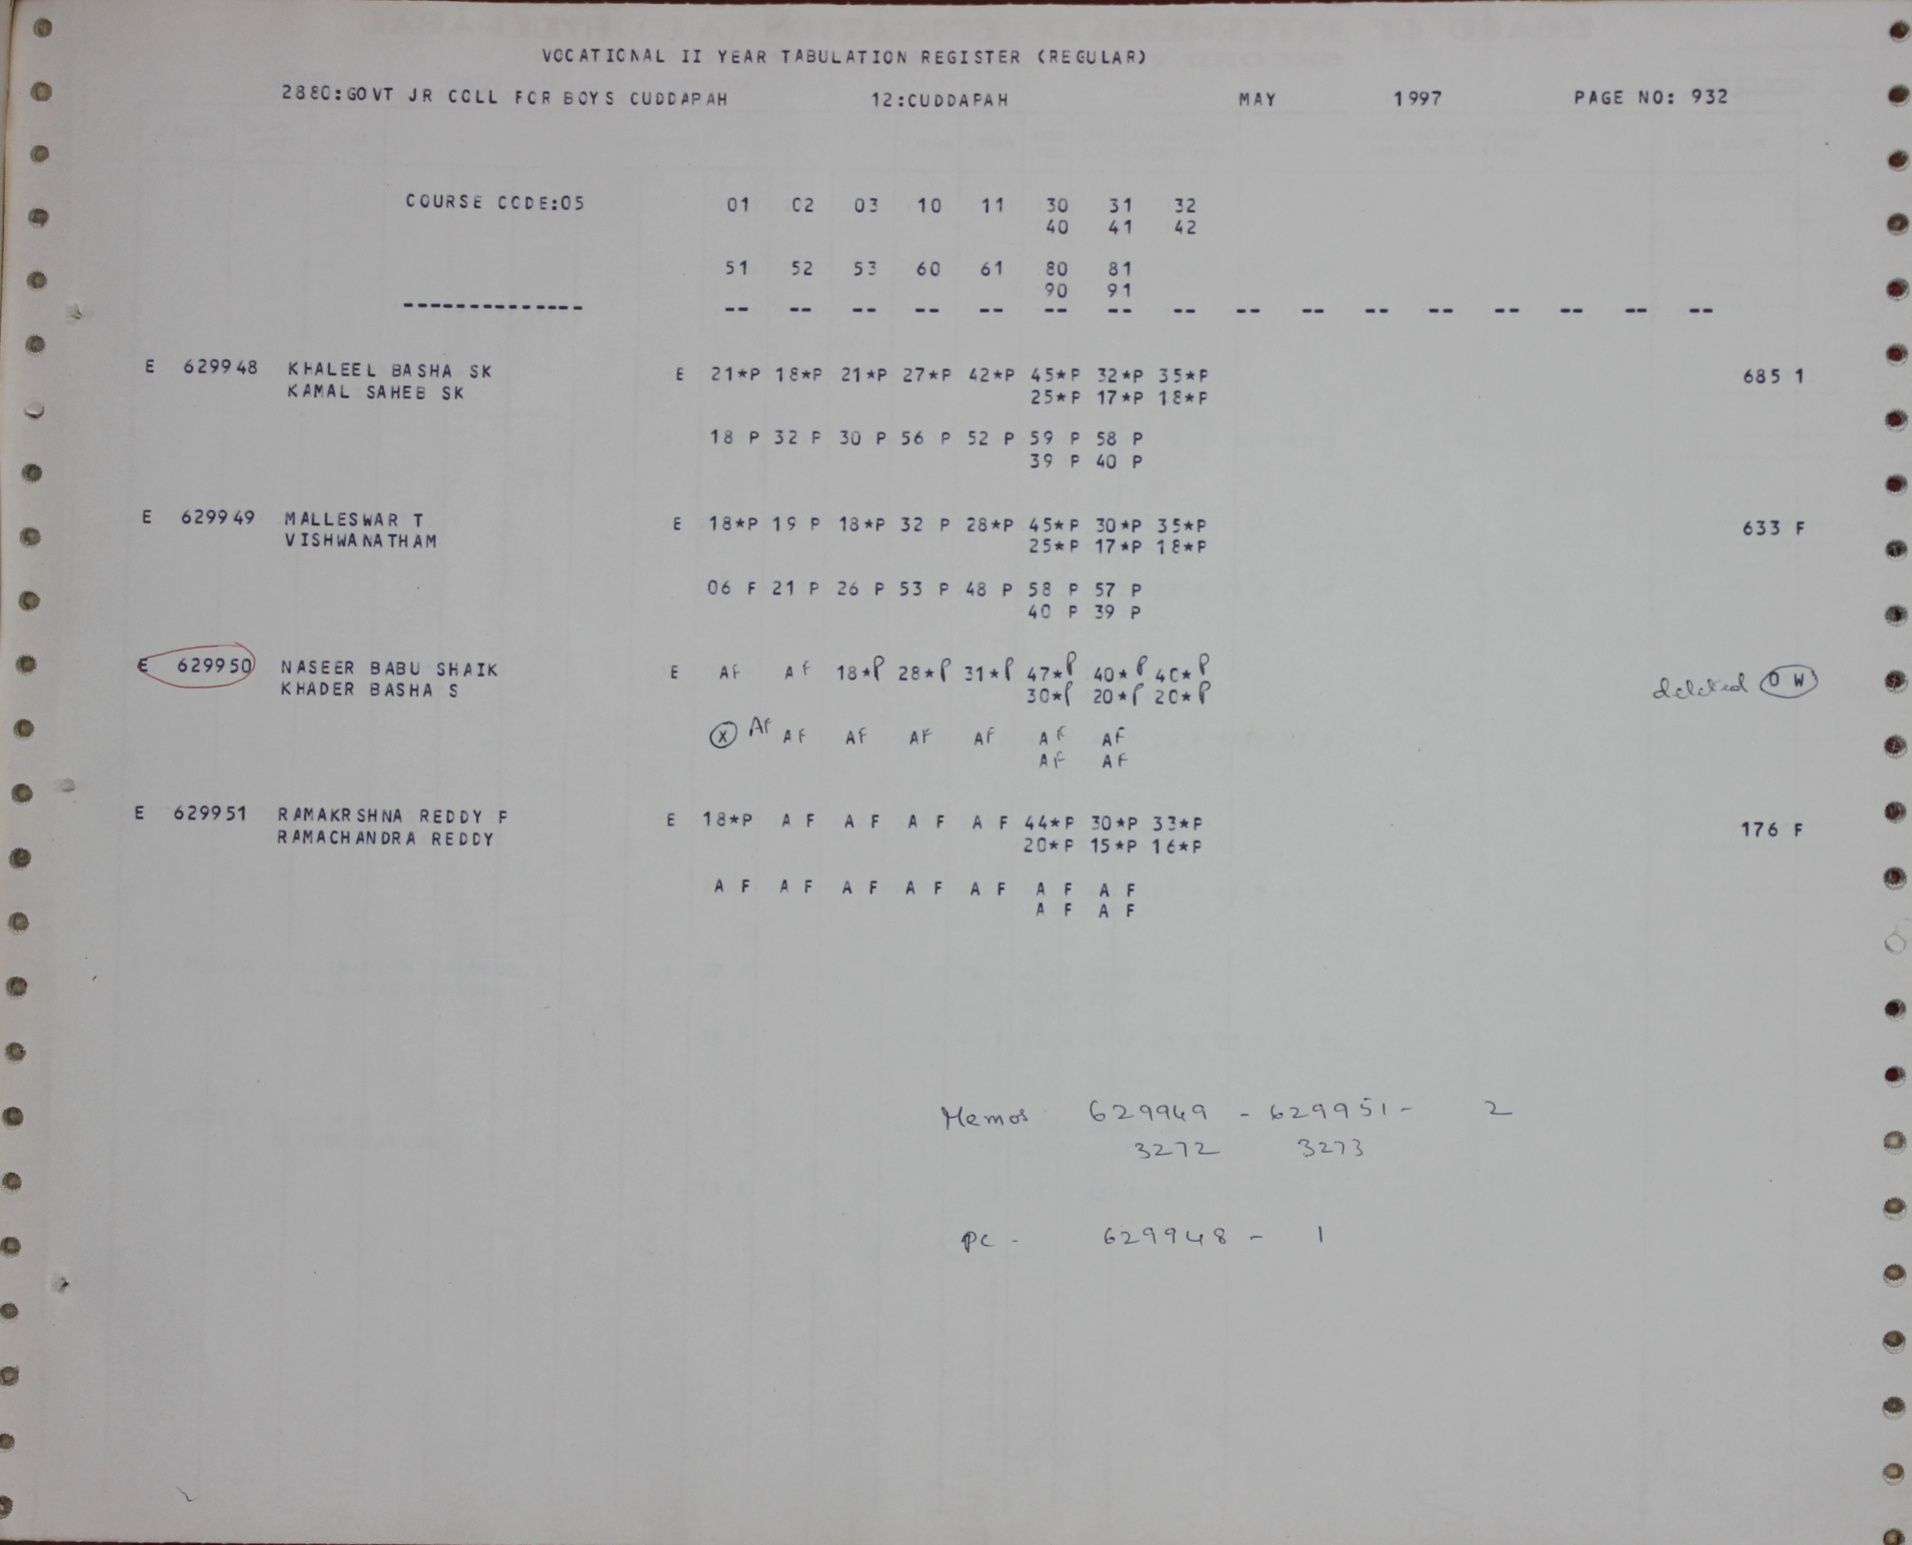 VOCATIONAL II YEAR TABULATION REGISTER (REGULAR)
2880:GOVT JR COLL FOR BOYS CUDDAPAH 12:CUDDAPAH MAY 1997 PAGE NO: 932
COURSE CODE:05 01 02 03 10 11 30 31 32
40 41 42
51 52 53 60 61 80 81
90 91
-------------- -- -- -- -- -- -- -- -- -- -- -- -- -- -- -- --
E 629948 KHALEEL BASHA SK E 21*P 18*P 21*P 27*P 42*P 45*P 32*P 35*P 685 1
KAMAL SAHEB SK 25*P 17*P 18*P
18 P 32 P 30 P 56 P 52 P 59 P 58 P
39 P 40 P
E 629949 MALLESWAR T E 18*P 19 P 18*P 32 P 28*P 45*P 30*P 35*P 633 F
VISHWANATHAM 25*P 17*P 18*P
06 F 21 P 26 P 53 P 48 P 58 P 57 P
40 P 39 P
E 629950 NASEER BABU SHAIK E AF AF 18*P 28*P 31*P 47*P 40*P 40*P deleted 0 W
KHADER BASHA S 30*P 20*P 20*P
X AF AF AF AF AF AF AF
AF AF
E 629951 RAMAKRSHNA REDDY P E 18*P A F A F A F A F 44*P 30*P 33*P 176 F
RAMACHANDRA REDDY 20*P 15*P 16*P
A F A F A F A F A F A F A F
A F A F
Memos 629949 - 629951 - 2
3272 3273
PC - 629948 - 1